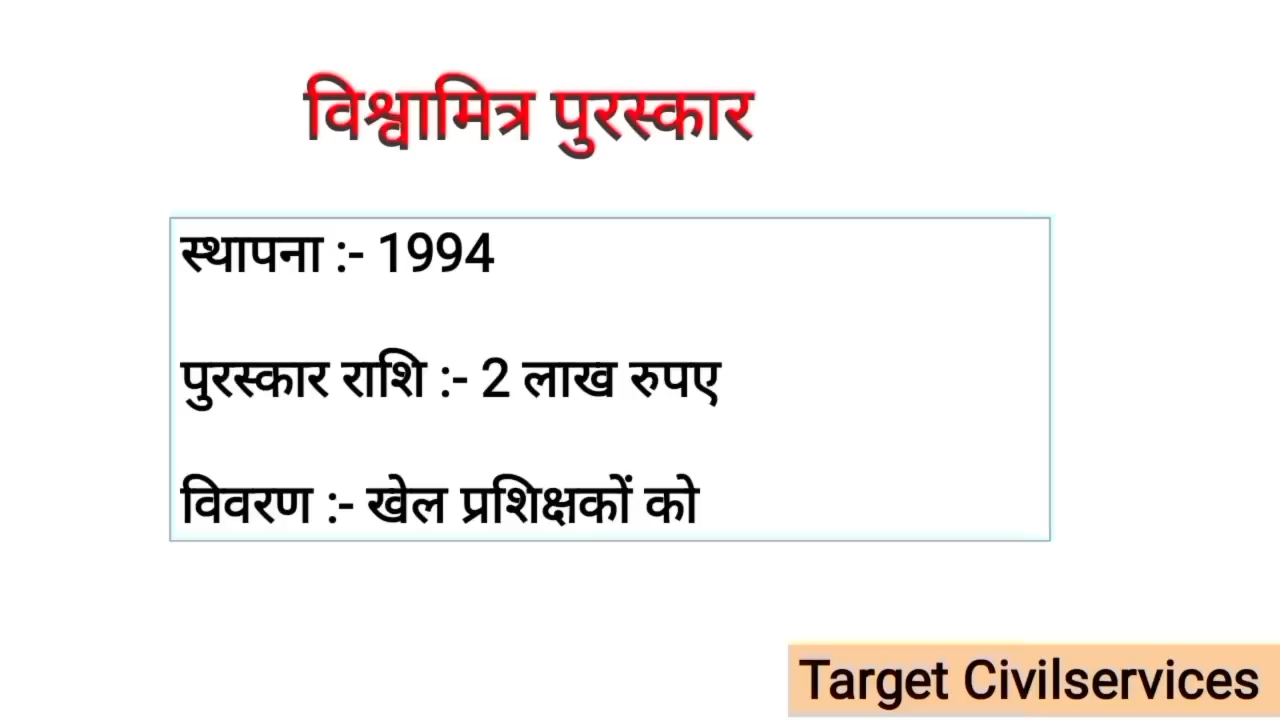 विश्वामित्र पुरस्कार
स्थापना :- 1994
पुरस्कार राशि :- 2 लाख रुपए
विवरण :- खेल प्रशिक्षकों को
Target Civilservices